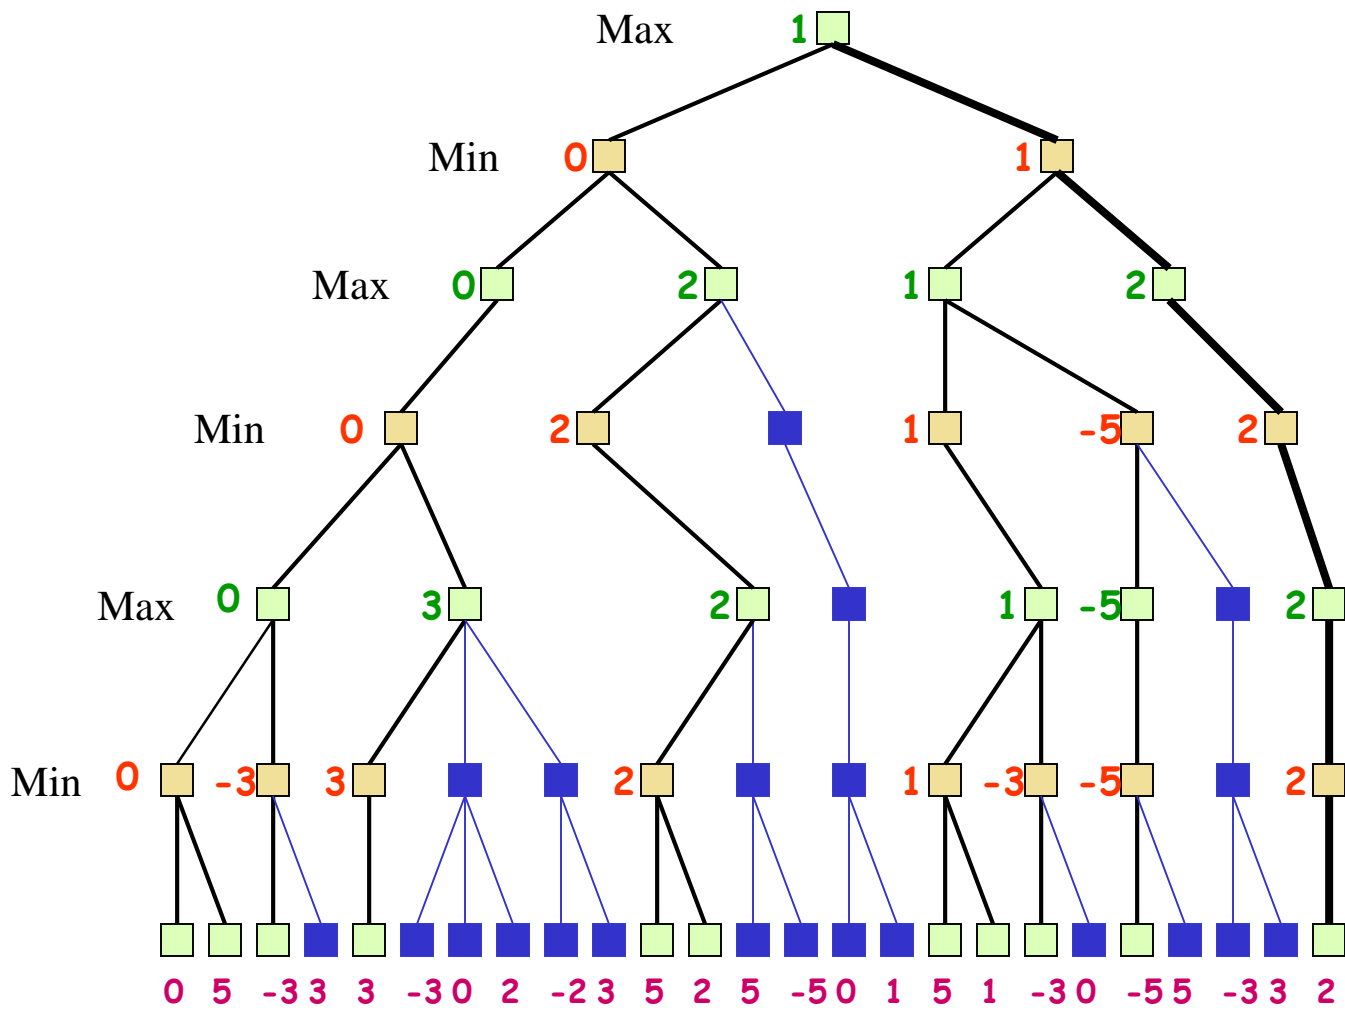 Max 1
Min 0 1
Max 0 2 1 2
Min 0 2 1 -5 2
Max 0 3 2 1 -5 2
Min 0 -3 3 2 1 -3 -5 2
0 5 -3 3 3 -3 0 2 -2 3 5 2 5 -5 0 1 5 1 -3 0 -5 5 -3 3 2